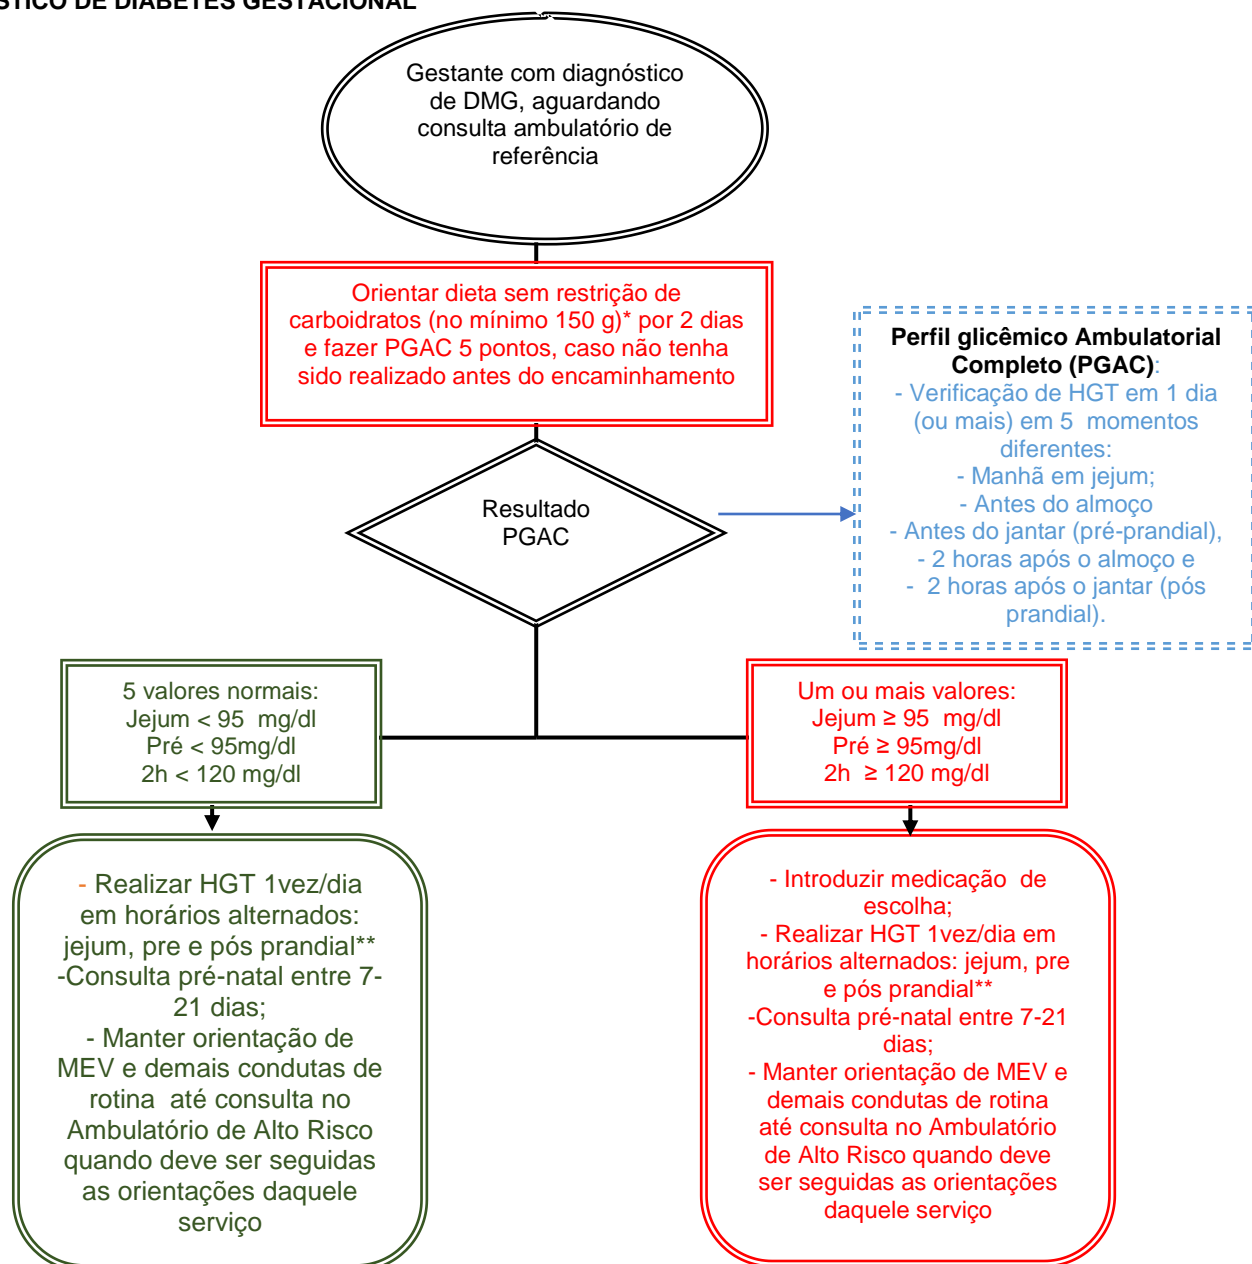 STICO DE DIABETES GESTACIONAL
Gestante com diagnóstico
de DMG, aguardando
consulta ambulatório de
referência
Orientar dieta sem restrição de
carboidratos (no mínimo 150 g)* por 2 dias
e fazer PGAC 5 pontos, caso não tenha
sido realizado antes do encaminhamento
Perfil glicêmico Ambulatorial
Completo (PGAC):
- Verificação de HGT em 1 dia
(ou mais) em 5 momentos
diferentes:
- Manhã em jejum;
- Antes do almoço
- Antes do jantar (pré-prandial),
- 2 horas após o almoço e
- 2 horas após o jantar (pós
prandial).
Resultado
PGAC
5 valores normais:
Jejum < 95 mg/dl
Pré < 95mg/dl
2h < 120 mg/dl
Um ou mais valores:
Jejum ≥ 95 mg/dl
Pré ≥ 95mg/dl
2h ≥ 120 mg/dl
- Realizar HGT 1vez/dia
em horários alternados:
jejum, pre e pós prandial**
-Consulta pré-natal entre 7-
21 dias;
- Manter orientação de
MEV e demais condutas de
rotina até consulta no
Ambulatório de Alto Risco
quando deve ser seguidas
as orientações daquele
serviço
- Introduzir medicação de
escolha;
- Realizar HGT 1vez/dia em
horários alternados: jejum, pre
e pós prandial**
-Consulta pré-natal entre 7-21
dias;
- Manter orientação de MEV e
demais condutas de rotina
até consulta no Ambulatório
de Alto Risco quando deve
ser seguidas as orientações
daquele serviço